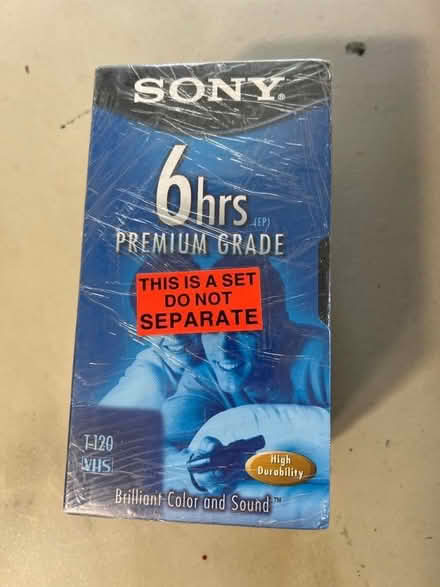 SONY®
6hrs (EP)
PREMIUM GRADE
THIS IS A SET
DO NOT
SEPARATE
T-120
VHS
High
Durability
Brilliant Color and Sound™